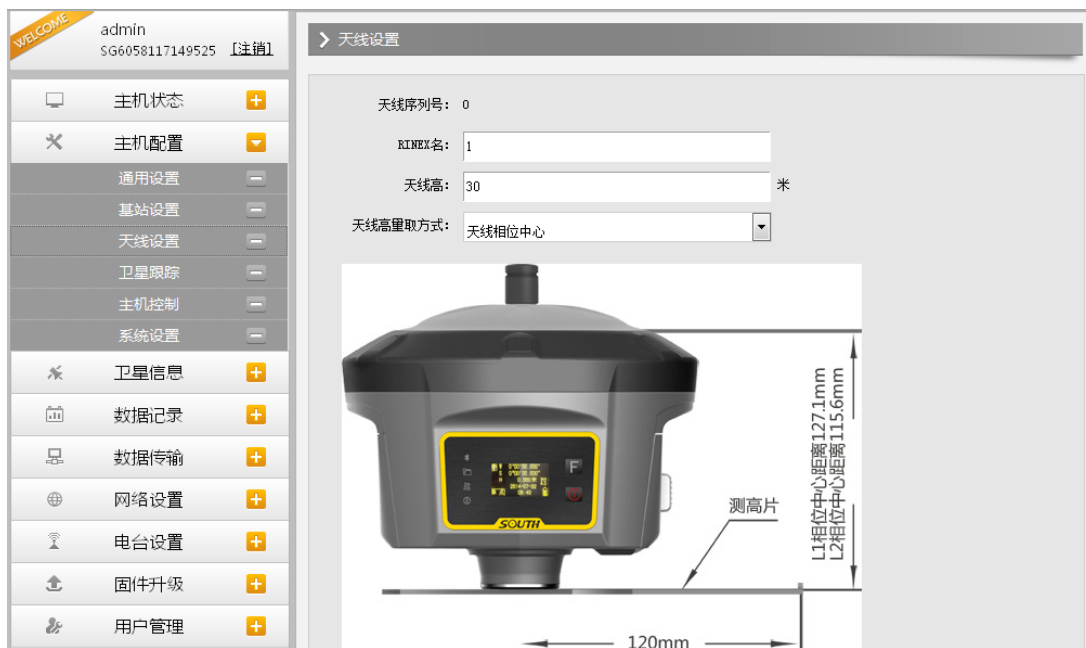 WELCOME
admin
SG6058117149525 [注销]
主机状态
主机配置
通用设置
基站设置
天线设置
卫星跟踪
主机控制
系统设置
卫星信息
数据记录
数据传输
网络设置
电台设置
固件升级
用户管理
天线设置
天线序列号: 0
RINEX名: 1
天线高: 30 米
天线高量取方式: 天线相位中心
F
SOUTH
测高片
L1相位中心距离127.1mm
L2相位中心距离115.6mm
120mm